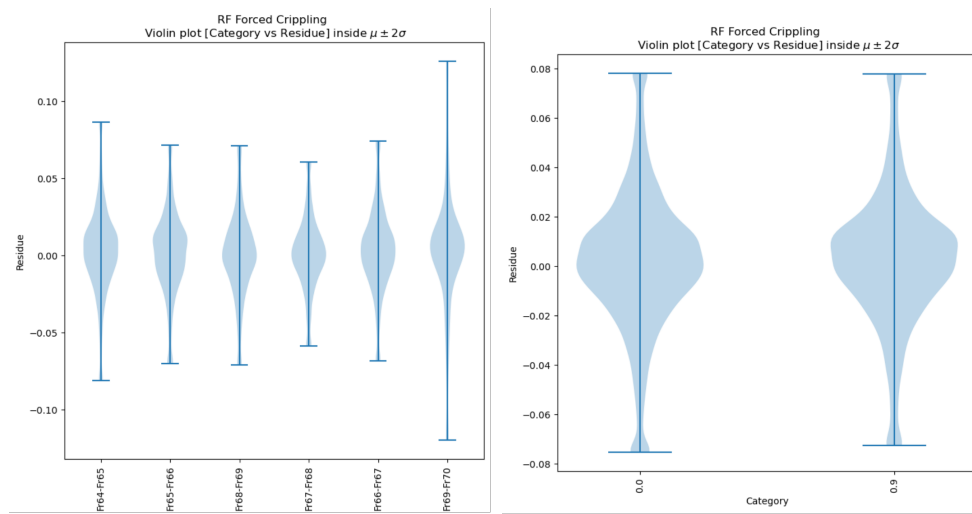 RF Forced Crippling
Violin plot [Category vs Residue] inside μ ± 2σ
0.10
0.05
0.00
−0.05
−0.10
Residue
Fr64-Fr65
Fr65-Fr66
Fr68-Fr69
Fr67-Fr68
Fr66-Fr67
Fr69-Fr70
RF Forced Crippling
Violin plot [Category vs Residue] inside μ ± 2σ
0.08
0.06
0.04
0.02
0.00
−0.02
−0.04
−0.06
−0.08
Residue
0.0
0.9
Category